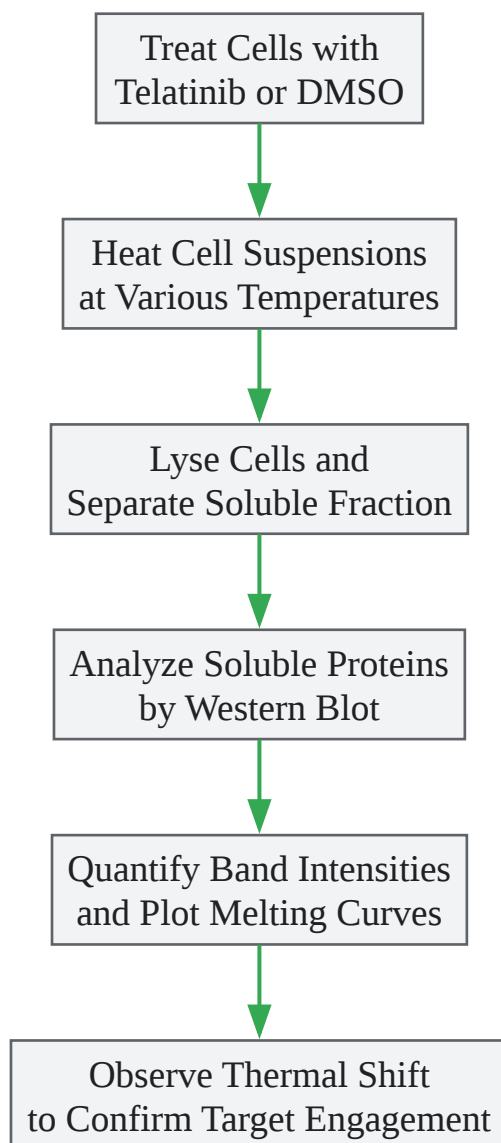 Treat Cells with
Telatinib or DMSO
Heat Cell Suspensions
at Various Temperatures
Lyse Cells and
Separate Soluble Fraction
Analyze Soluble Proteins
by Western Blot
Quantify Band Intensities
and Plot Melting Curves
Observe Thermal Shift
to Confirm Target Engagement